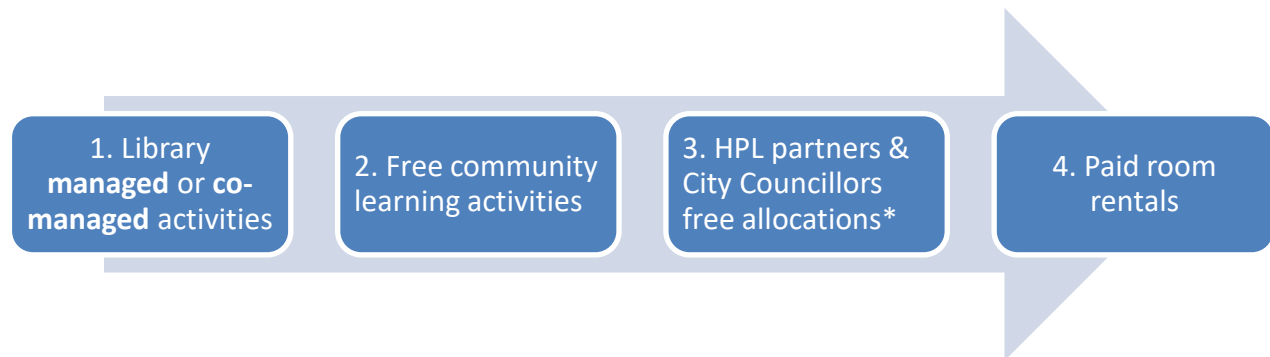 1. Library
managed or co-
managed activities
2. Free community
learning activities
3. HPL partners &
City Councillors
free allocations*
4. Paid room
rentals